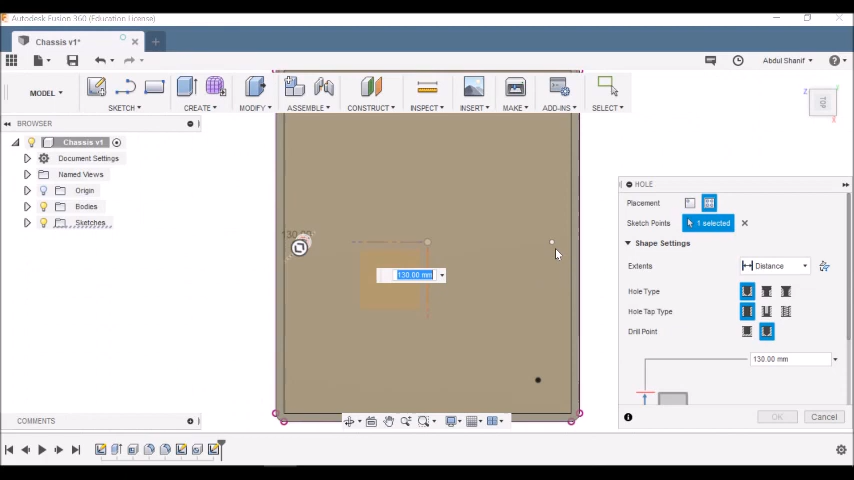 Autodesk Fusion 360 (Education License)
Chassis v1*
Abdul Shanif
MODEL
SKETCH
CREATE
MODIFY
ASSEMBLE
CONSTRUCT
INSPECT
INSERT
MAKE
ADD-INS
SELECT
BROWSER
TOP
Chassis v1
Document Settings
Named Views
Origin
Bodies
Sketches
130.00
130.00 mm
HOLE
Placement
Sketch Points
1 selected
Shape Settings
Extents
Distance
Hole Type
Hole Tap Type
Drill Point
130.00 mm
OK
Cancel
COMMENTS